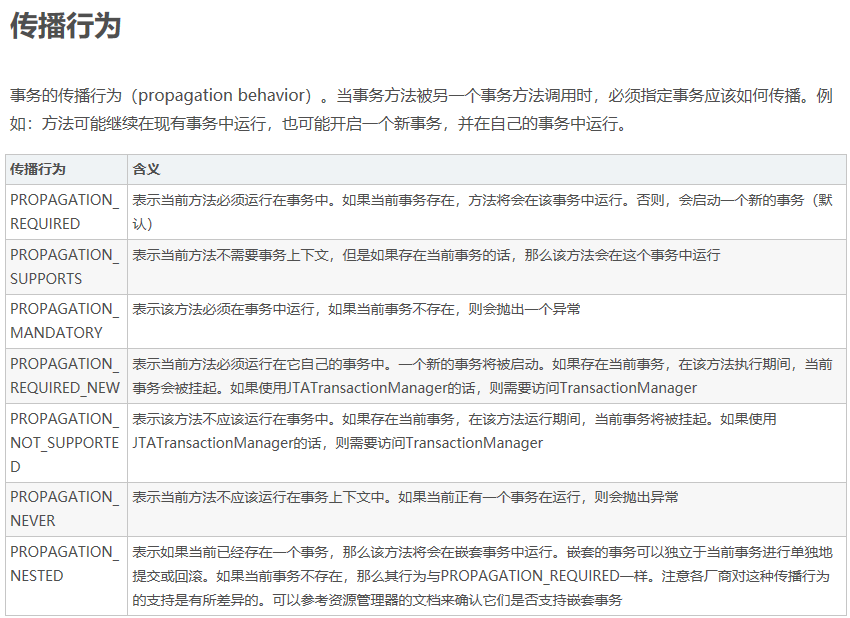 传播行为
事务的传播行为（propagation behavior）。当事务方法被另一个事务方法调用时，必须指定事务应该如何传播。例
如：方法可能继续在现有事务中运行，也可能开启一个新事务，并在自己的事务中运行。
传播行为 含义
PROPAGATION_
REQUIRED
表示当前方法必须运行在事务中。如果当前事务存在，方法将会在该事务中运行。否则，会启动一个新的事务（默
认）
PROPAGATION_
SUPPORTS
表示当前方法不需要事务上下文，但是如果存在当前事务的话，那么该方法会在这个事务中运行
PROPAGATION_
MANDATORY
表示该方法必须在事务中运行，如果当前事务不存在，则会抛出一个异常
PROPAGATION_
REQUIRED_NEW
表示当前方法必须运行在它自己的事务中。一个新的事务将被启动。如果存在当前事务，在该方法执行期间，当前
事务会被挂起。如果使用JTATransactionManager的话，则需要访问TransactionManager
PROPAGATION_
NOT_SUPPORTE
D
表示该方法不应该运行在事务中。如果存在当前事务，在该方法运行期间，当前事务将被挂起。如果使用
JTATransactionManager的话，则需要访问TransactionManager
PROPAGATION_
NEVER
表示当前方法不应该运行在事务上下文中。如果当前正有一个事务在运行，则会抛出异常
PROPAGATION_
NESTED
表示如果当前已经存在一个事务，那么该方法将会在嵌套事务中运行。嵌套的事务可以独立于当前事务进行单独地
提交或回滚。如果当前事务不存在，那么其行为与PROPAGATION_REQUIRED一样。注意各厂商对这种传播行为
的支持是有所差异的。可以参考资源管理器的文档来确认它们是否支持嵌套事务